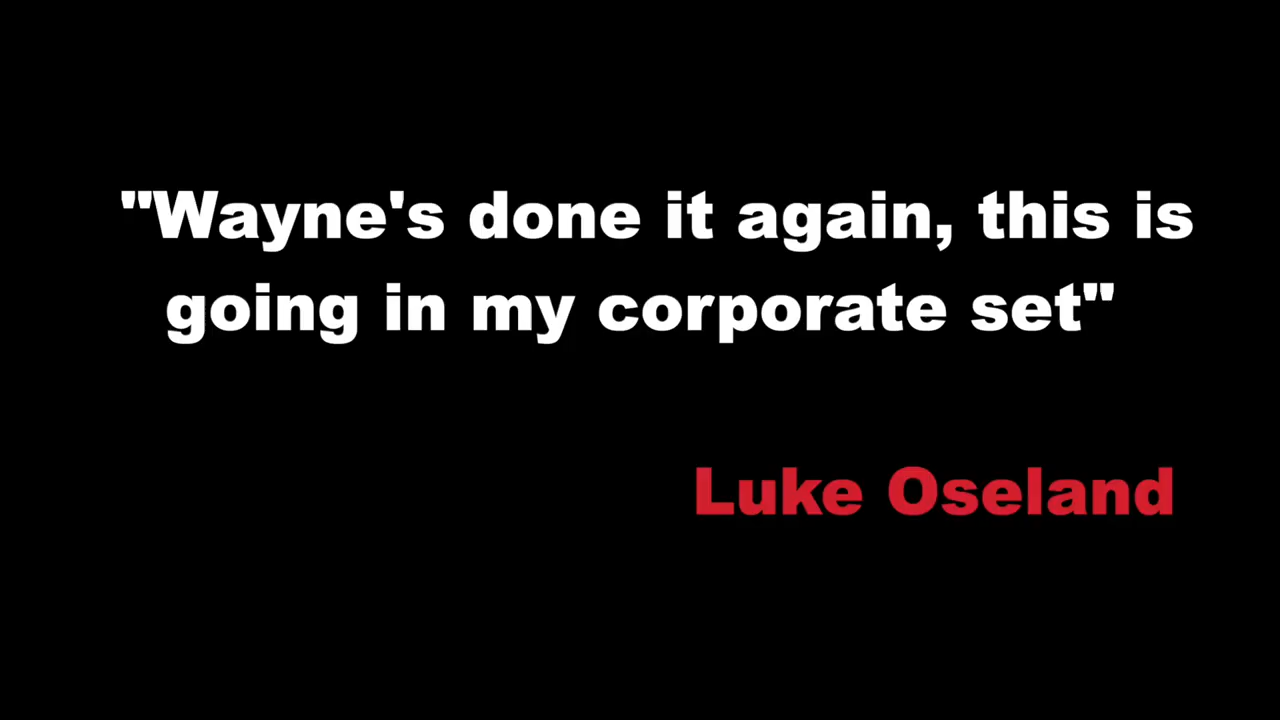 "Wayne's done it again, this is
going in my corporate set"
Luke Oseland